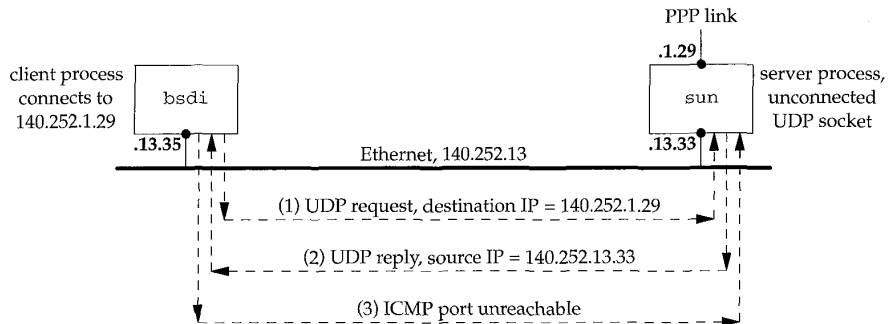 PPP link
.1.29
client process
connects to
140.252.1.29
bsdi
sun
server process,
unconnected
UDP socket
.13.35
Ethernet, 140.252.13
.13.33
(1) UDP request, destination IP = 140.252.1.29
(2) UDP reply, source IP = 140.252.13.33
(3) ICMP port unreachable